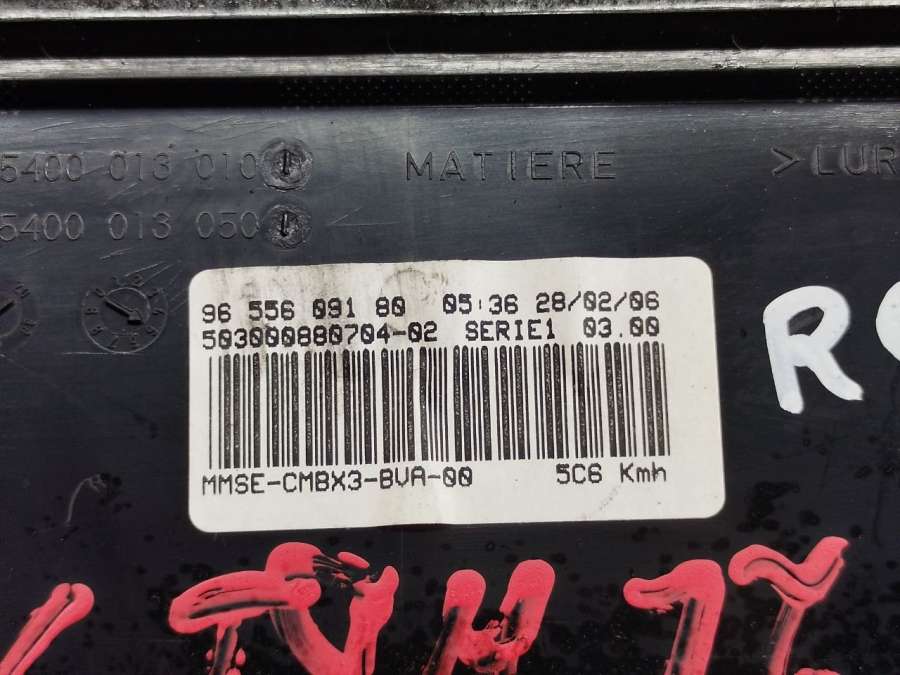 5400 013 010 MATIERE >LUR
5400 013 050
96 556 091 80 05:36 28/02/06
503000880704-02 SERIE1 03.00
MMSE-CMBX3-BVA-00 5C6 Kmh